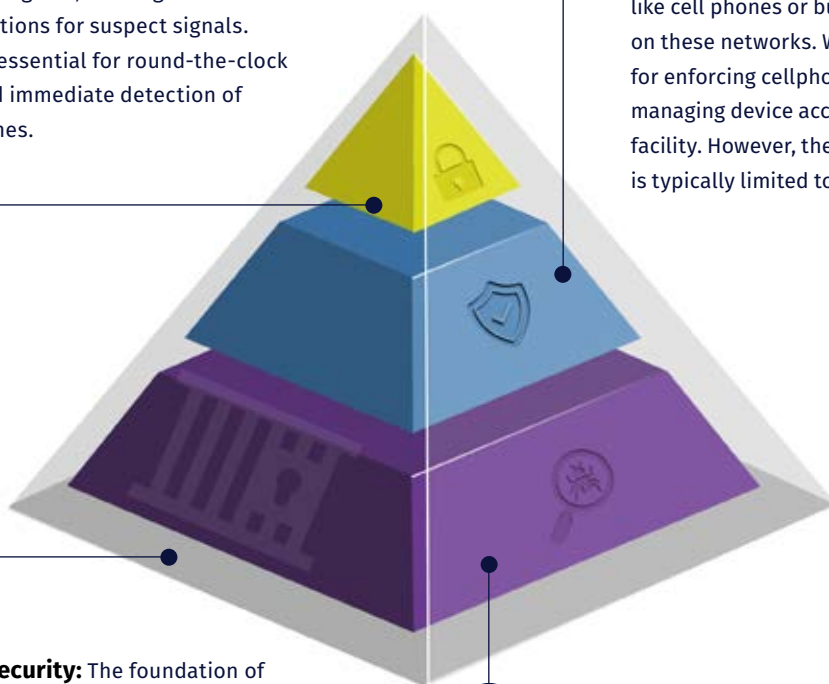 tions for suspect signals.
essential for round-the-clock
immediate detection of
nes.
like cell phones or bu
on these networks. W
for enforcing cellpho
managing device acc
facility. However, the
is typically limited to
ecurity: The foundation of